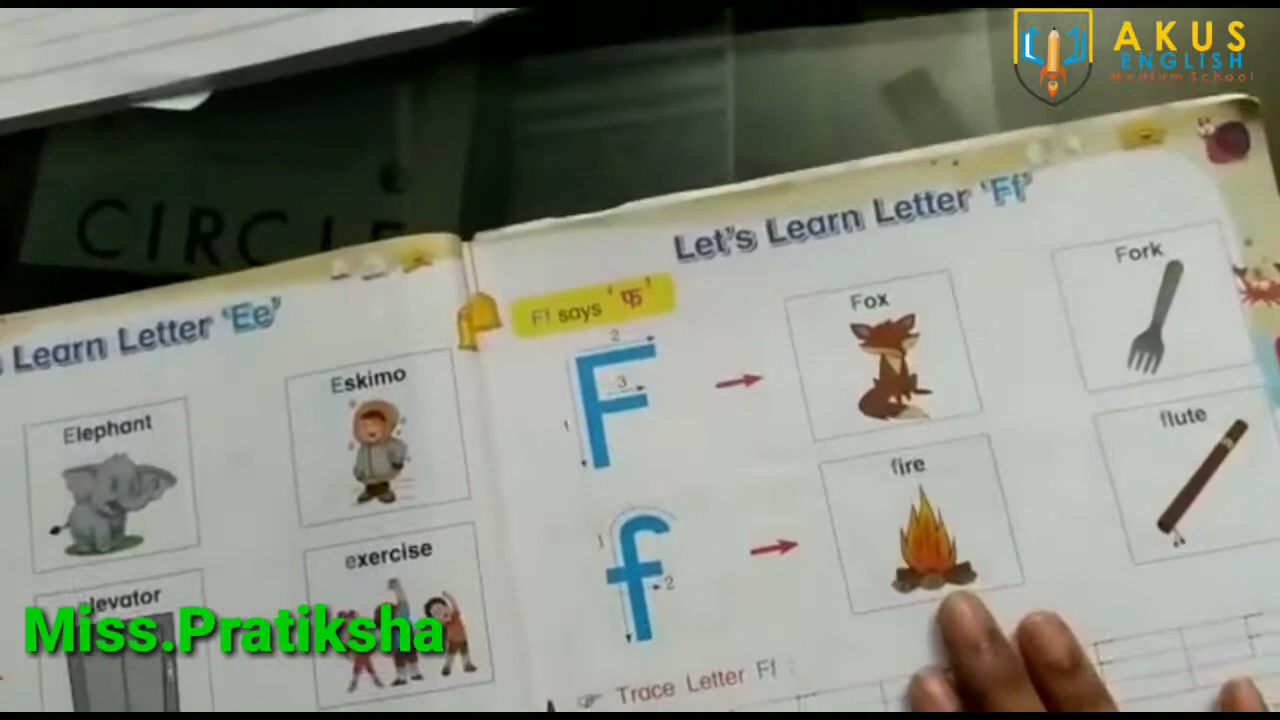 AKUS
ENGLISH
Medium School
CIRCLE
Learn Letter 'Ee'
Elephant
Eskimo
elevator
exercise
Let's Learn Letter 'Ff'
Ff says 'फ'
F
1
2
3
Fox
Fork
f
1
2
fire
flute
Trace Letter Ff :
Miss.Pratiksha